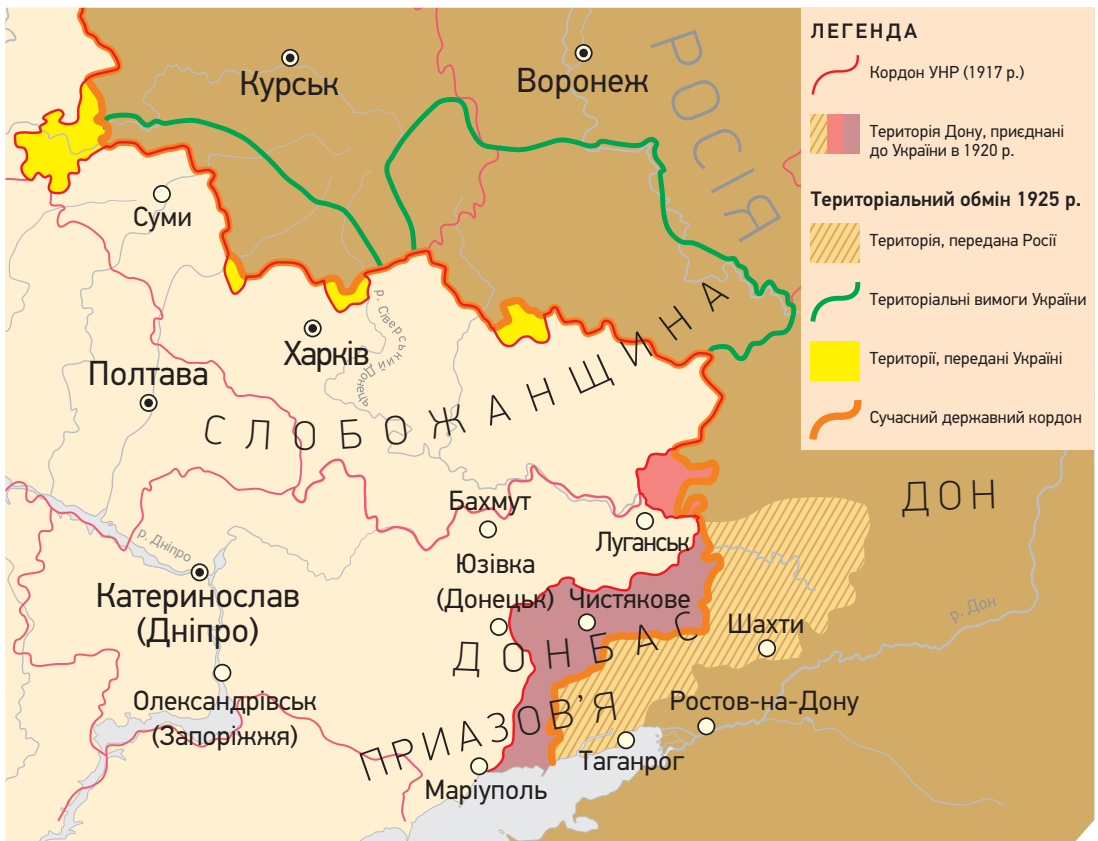 Курськ
Воронеж
РОСІЯ
Суми
Харків
р. Сіверський Донець
Полтава
СЛОБОЖАНЩИНА
Бахмут
Луганськ
ДОН
р. Дніпро
Юзівка
(Донецьк)
Чистякове
Катеринослав
(Дніпро)
ДОНБАС
Шахти
р. Дон
Олександрівськ
(Запоріжжя)
ПРИАЗОВ'Я
Ростов-на-Дону
Таганрог
Маріуполь
ЛЕГЕНДА
Кордон УНР (1917 р.)
Територія Дону, приєднані
до України в 1920 р.
Територіальний обмін 1925 р.
Територія, передана Росії
Територіальні вимоги України
Території, передані Україні
Сучасний державний кордон